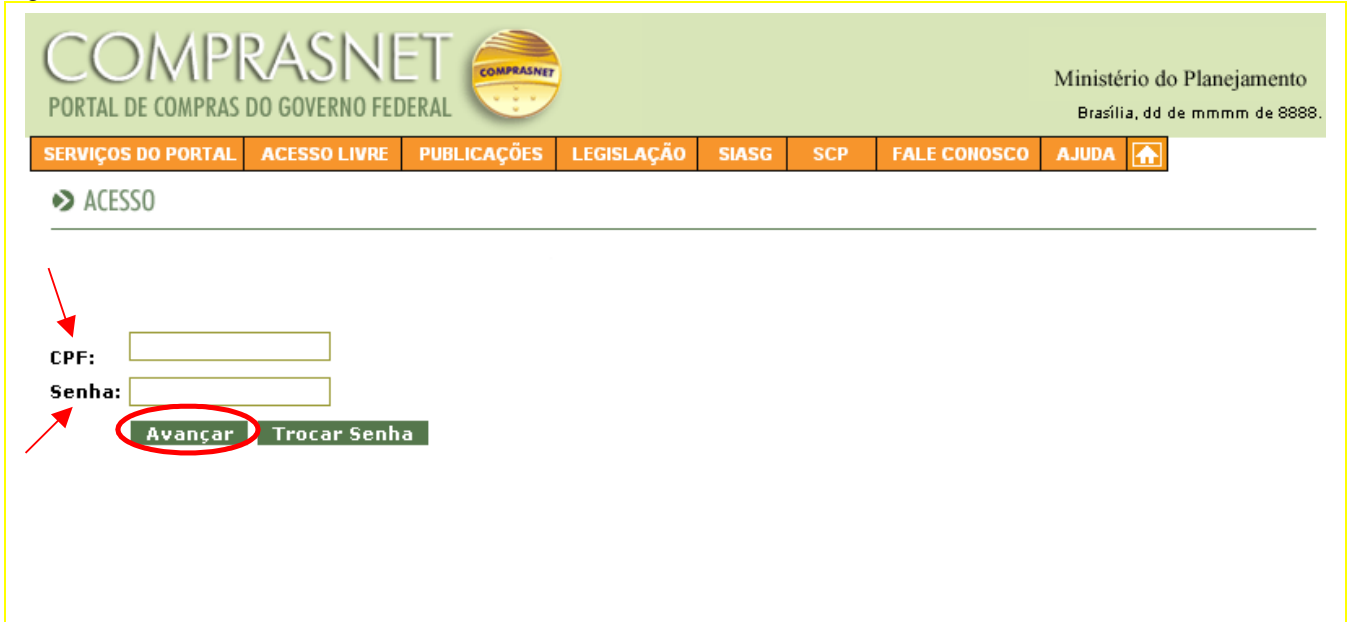 COMPRASNET
COMPRASNET
PORTAL DE COMPRAS DO GOVERNO FEDERAL
Ministério do Planejamento
Brasília, dd de mmmm de 8888.
SERVIÇOS DO PORTAL ACESSO LIVRE PUBLICAÇÕES LEGISLAÇÃO SIASG SCP FALE CONOSCO AJUDA
ACESSO
CPF:
Senha:
Avançar Trocar Senha